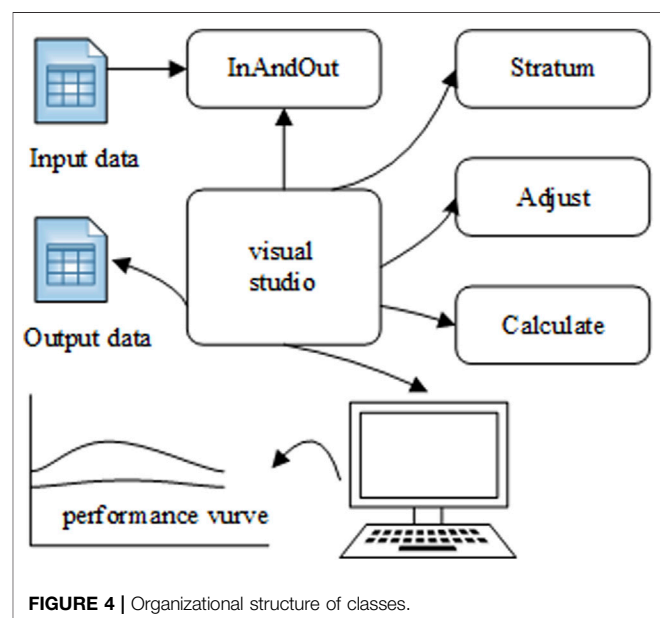 InAndOut
Stratum
Input data
Adjust
visual
studio
Output data
Calculate
performance vurve
FIGURE 4 | Organizational structure of classes.